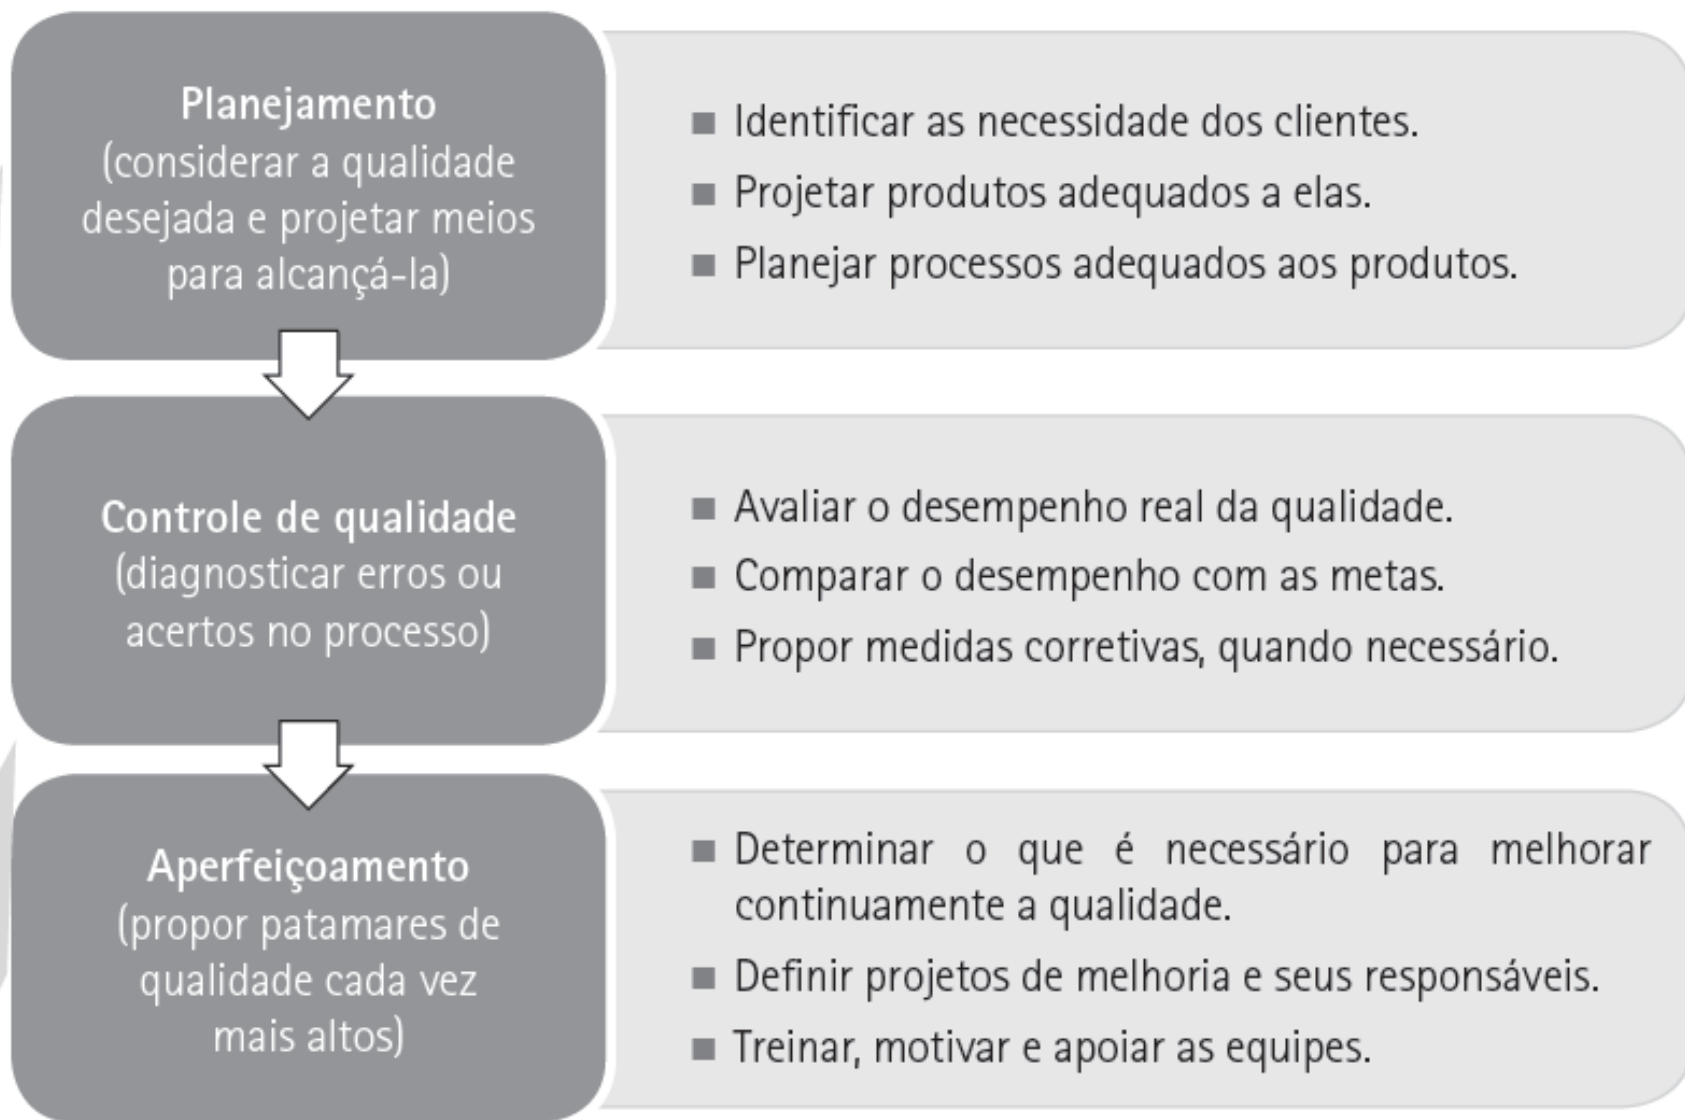 Planejamento
(considerar a qualidade
desejada e projetar meios
para alcançá-la)
■ Identificar as necessidade dos clientes.
■ Projetar produtos adequados a elas.
■ Planejar processos adequados aos produtos.
Controle de qualidade
(diagnosticar erros ou
acertos no processo)
■ Avaliar o desempenho real da qualidade.
■ Comparar o desempenho com as metas.
■ Propor medidas corretivas, quando necessário.
Aperfeiçoamento
(propor patamares de
qualidade cada vez
mais altos)
■ Determinar o que é necessário para melhorar
continuamente a qualidade.
■ Definir projetos de melhoria e seus responsáveis.
■ Treinar, motivar e apoiar as equipes.